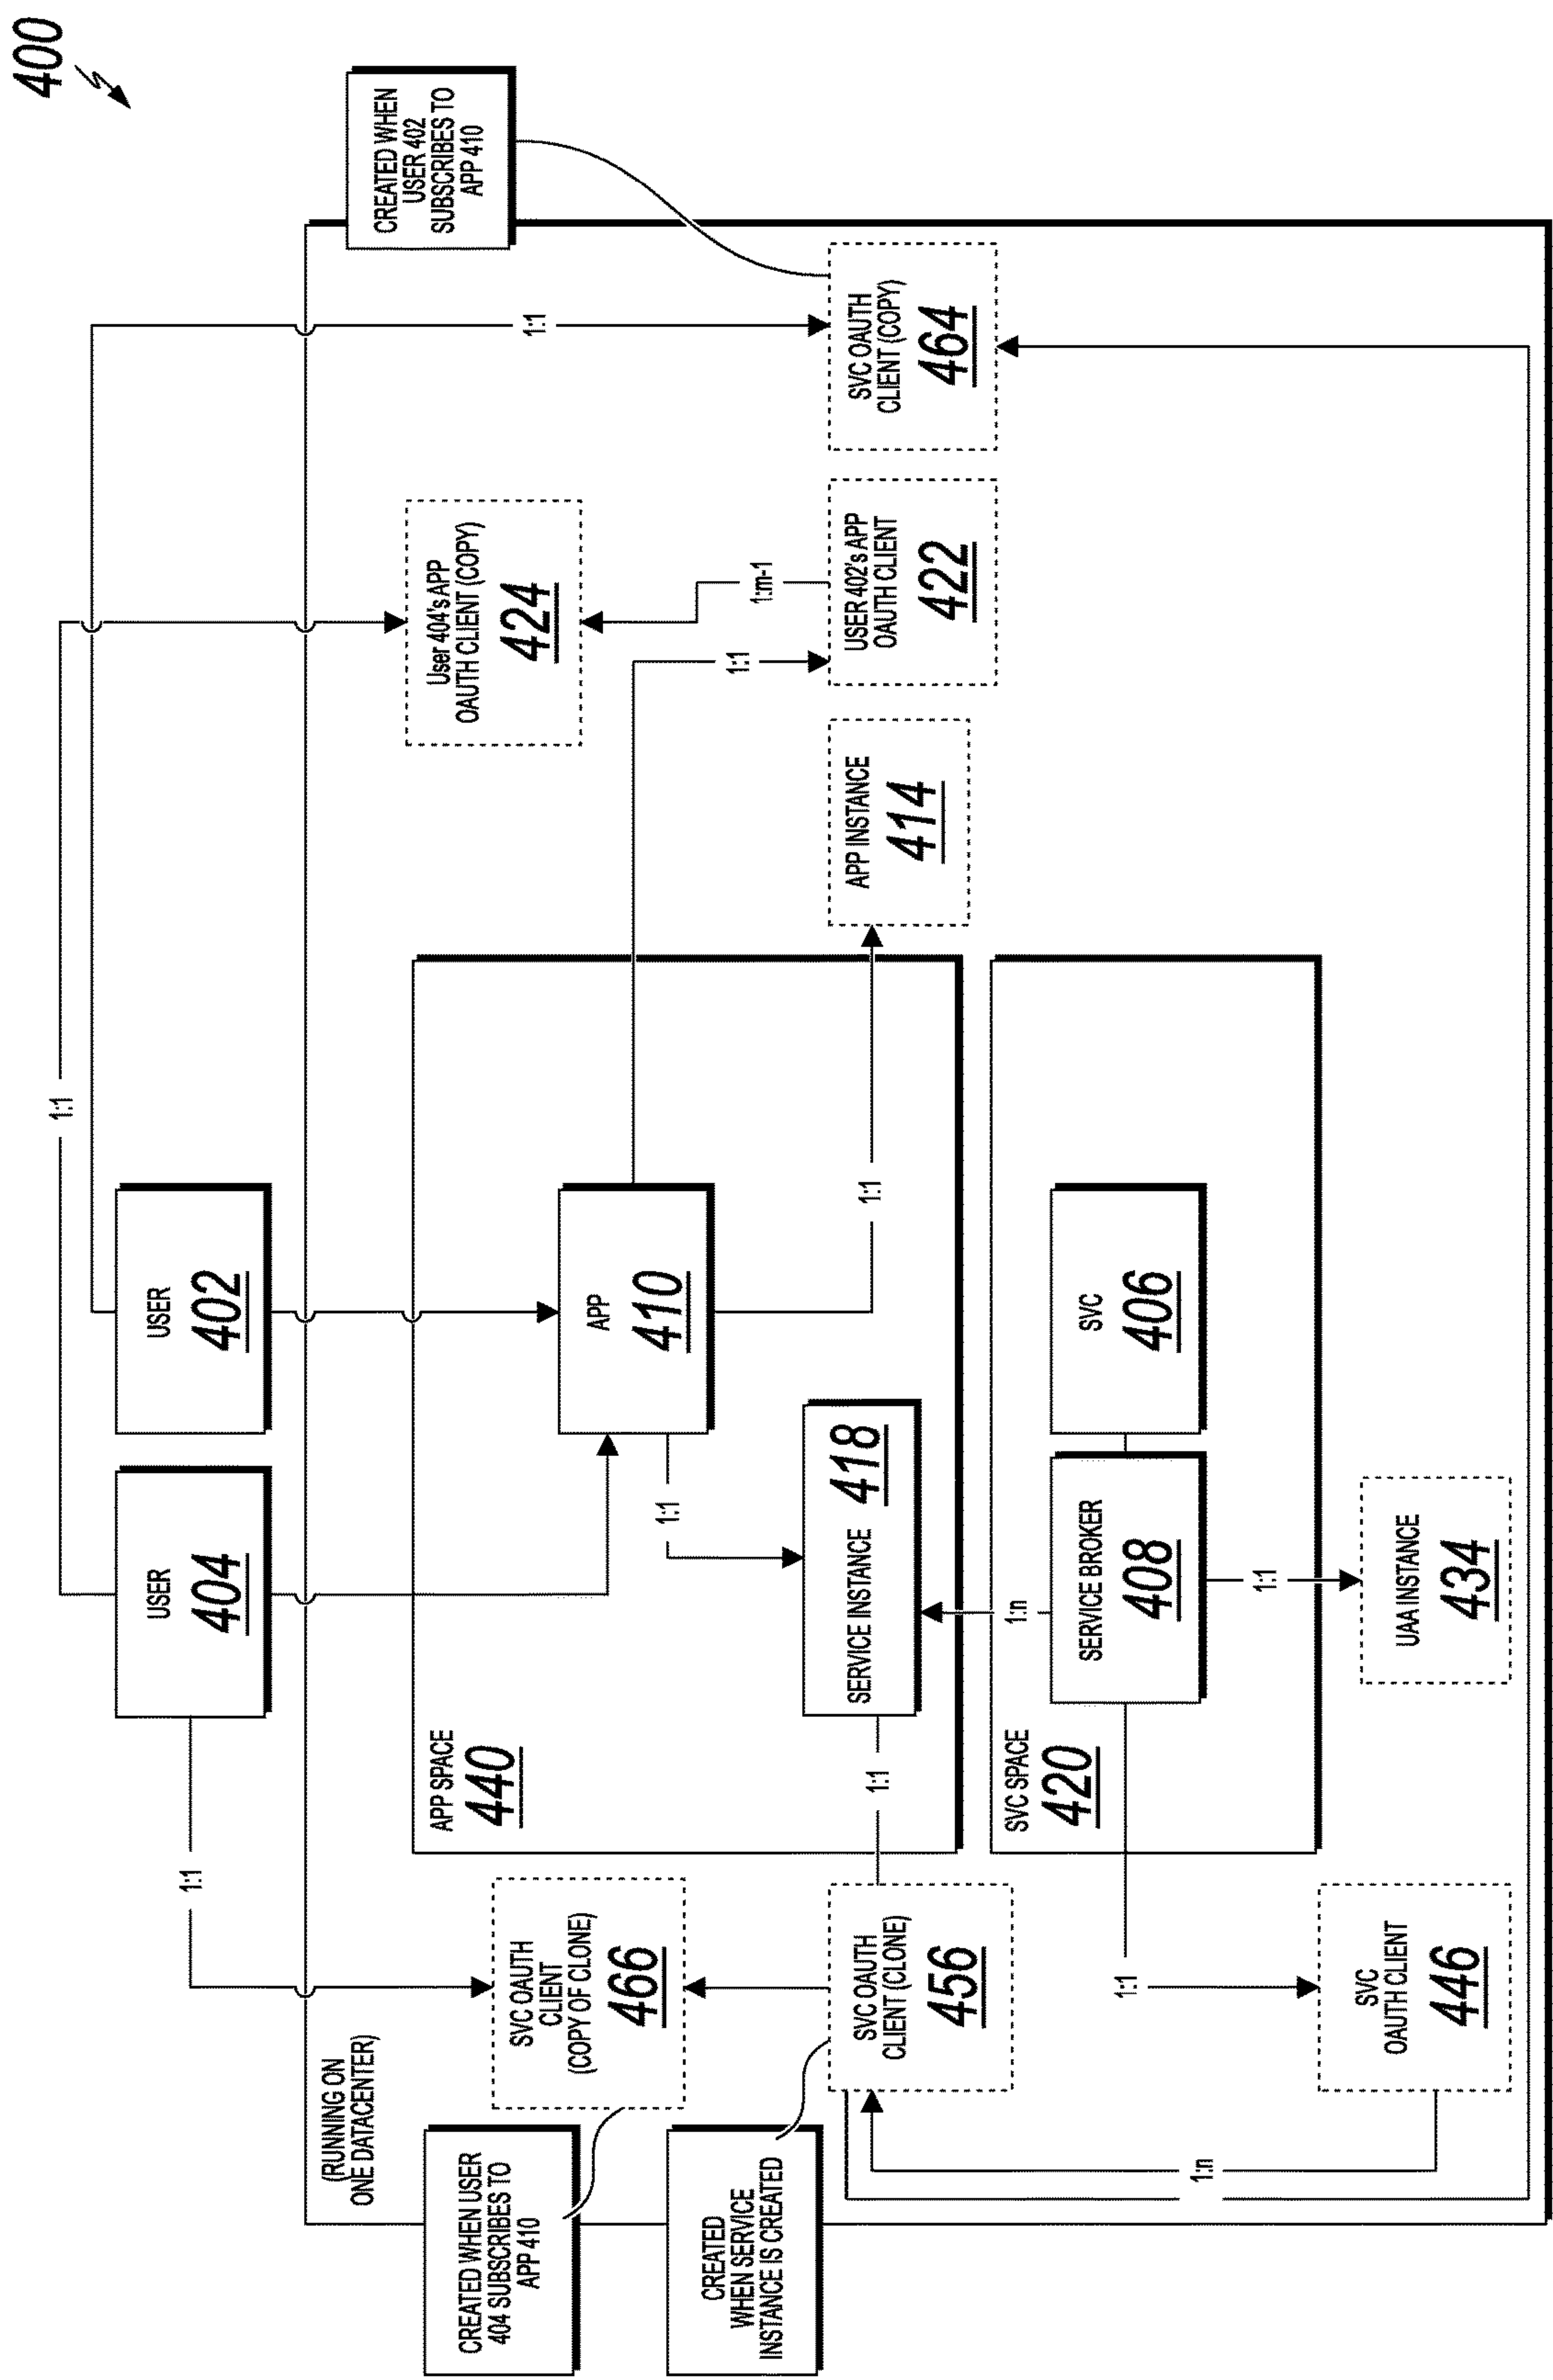 400
1:1
USER
404
USER
402
1:1
CREATED WHEN
USER 402
SUBSCRIBES TO
APP 410
(RUNNING ON
ONE DATACENTER)
CREATED WHEN USER
404 SUBSCRIBES TO
APP 410
SVC OAUTH
CLIENT
(COPY OF CLONE)
466
APP SPACE
440
User 404's APP
OAUTH CLIENT (COPY)
424
1:1
APP
410
1:1
1:1
1:m-1
CREATED
WHEN SERVICE
INSTANCE IS CREATED
SVC OAUTH
CLIENT (CLONE)
456
1:1
SERVICE INSTANCE
418
1:1
APP INSTANCE
414
USER 402's APP
OAUTH CLIENT
422
SVC OAUTH
CLIENT (COPY)
464
SVC SPACE
420
1:n
SERVICE BROKER
408
SVC
406
1:1
1:n
1:1
SVC
OAUTH CLIENT
446
UAA INSTANCE
434